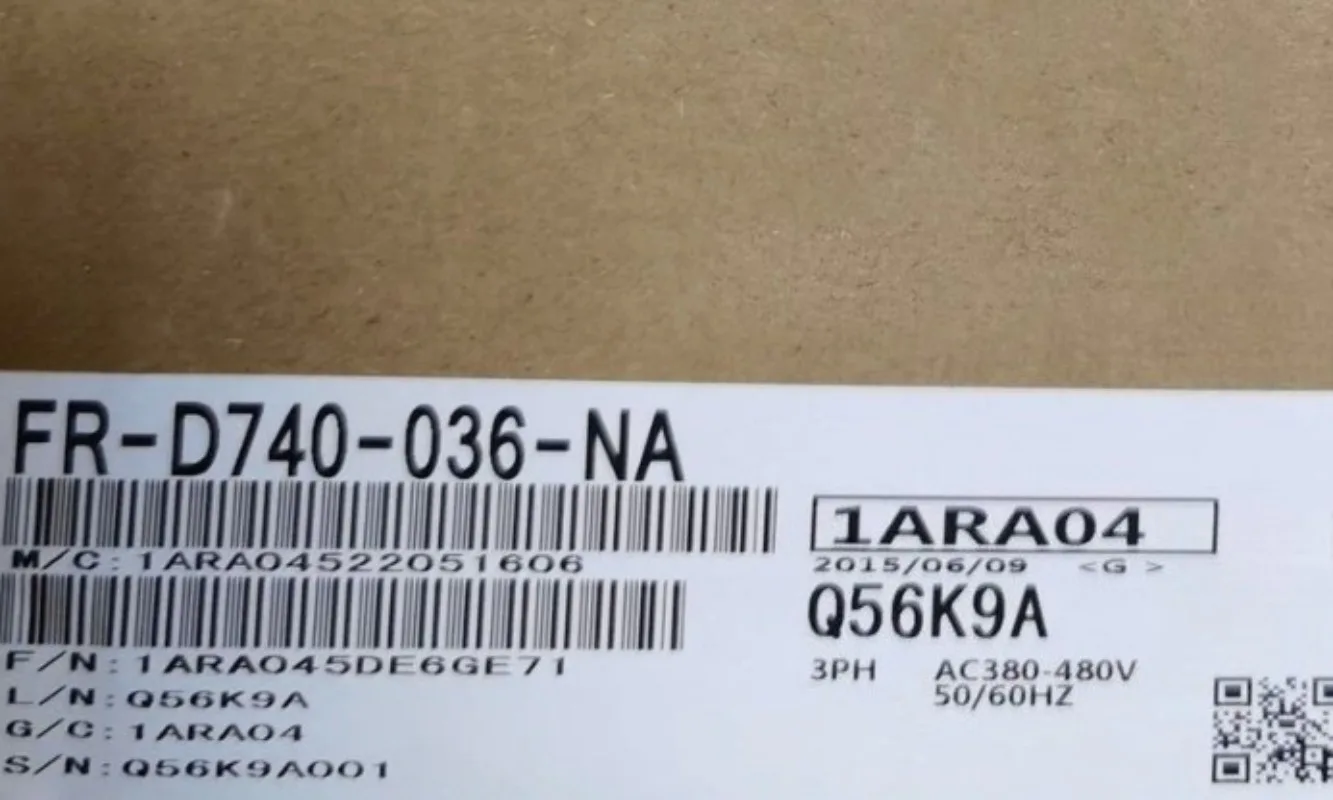 FR-D740-036-NA
M/C:1ARA04522051606
F/N:1ARA045DE6GE71
L/N:Q56K9A
G/C:1ARA04
S/N:Q56K9A001
1ARA04
2015/06/09 <G>
Q56K9A
3PH AC380-480V
50/60HZ